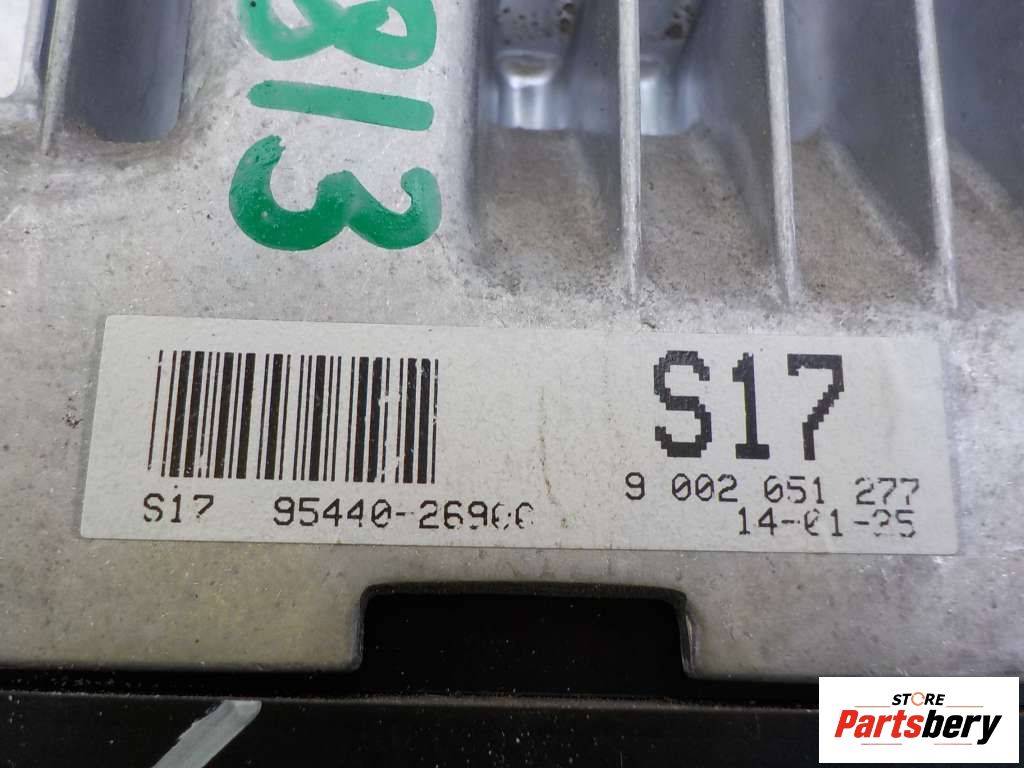 813
S17
9 002 051 277
S17 95440-26900
14-01-25
STORE
Partsbery